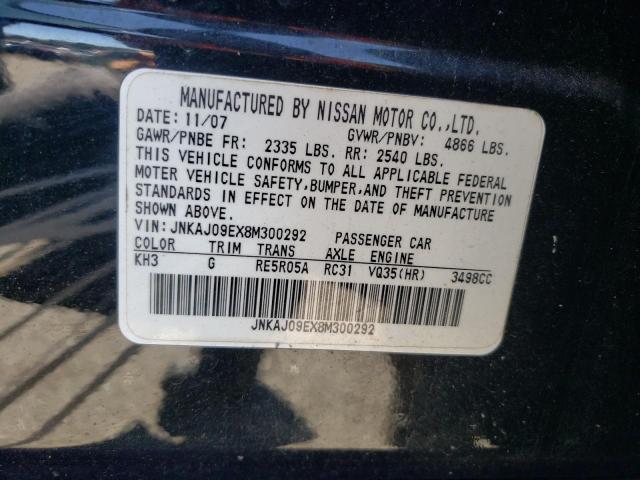 MANUFACTURED BY NISSAN MOTOR CO.,LTD.
DATE: 11/07 GVWR/PNBV: 4866 LBS.
GAWR/PNBE FR: 2335 LBS. RR: 2540 LBS.
THIS VEHICLE CONFORMS TO ALL APPLICABLE FEDERAL
MOTER VEHICLE SAFETY,BUMPER,AND THEFT PREVENTION
STANDARDS IN EFFECT ON THE DATE OF MANUFACTURE
SHOWN ABOVE.
VIN: JNKAJ09EX8M300292 PASSENGER CAR
COLOR TRIM TRANS AXLE ENGINE
KH3 G RE5R05A RC31 VQ35(HR) 3498CC
JNKAJ09EX8M300292